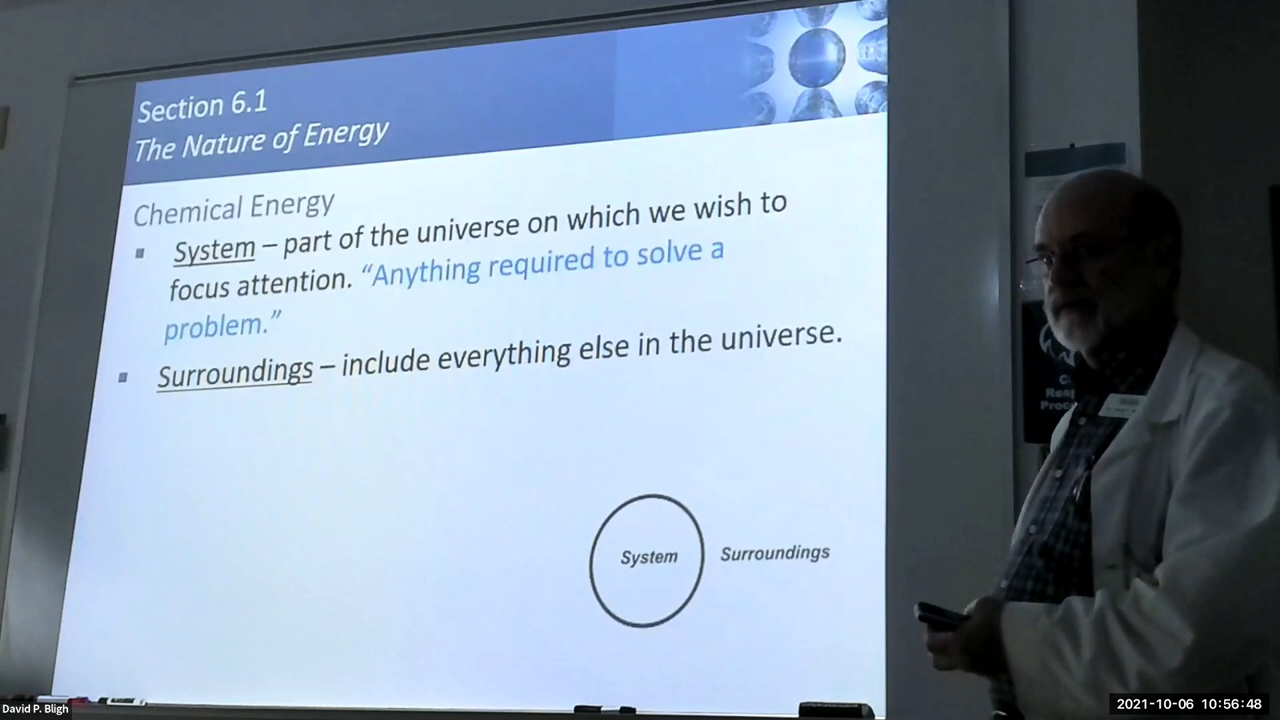 Section 6.1
The Nature of Energy
Chemical Energy
▪ System – part of the universe on which we wish to
focus attention. “Anything required to solve a
problem.”
▪ Surroundings – include everything else in the universe.
System
Surroundings
David P. Bligh
2021-10-06 10:56:48